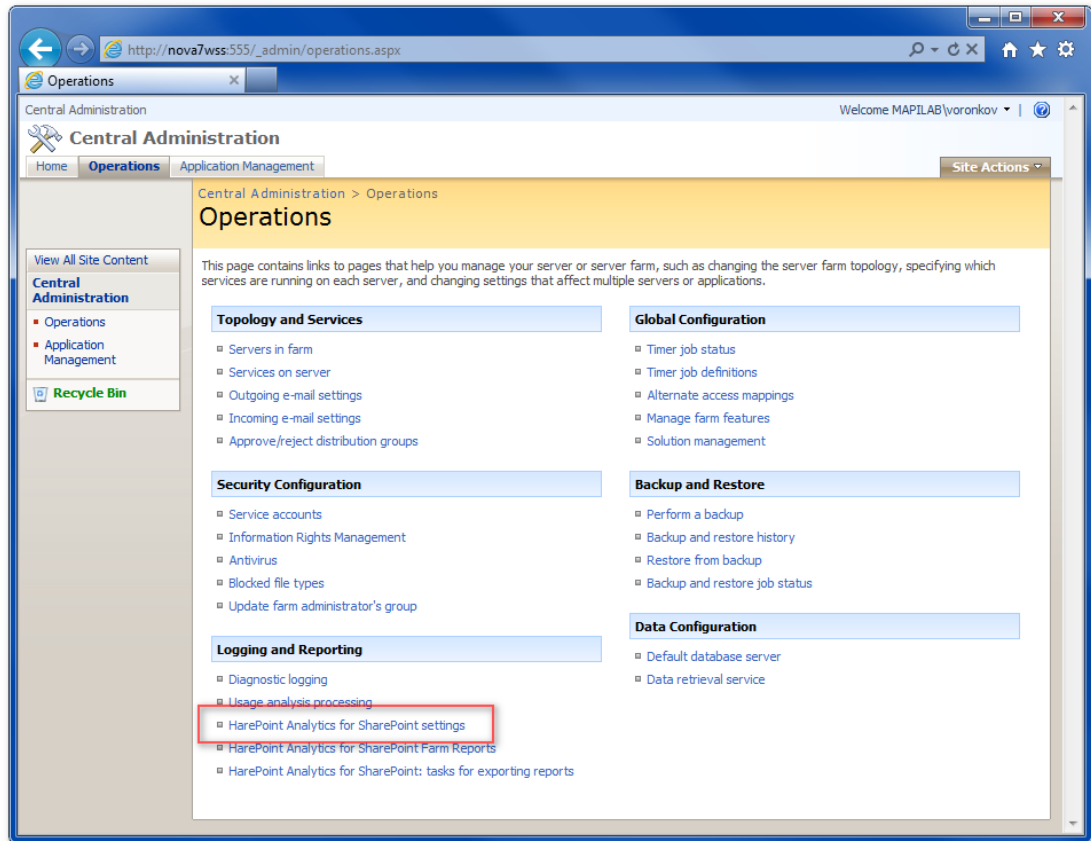 http://nova7wss:555/_admin/operations.aspx
Operations
Central Administration
Welcome MAPILAB\voronkov
Central Administration
Home Operations Application Management
Site Actions
Central Administration > Operations
Operations
View All Site Content
Central
Administration
Operations
Application
Management
Recycle Bin
This page contains links to pages that help you manage your server or server farm, such as changing the server farm topology, specifying which
services are running on each server, and changing settings that affect multiple servers or applications.
Topology and Services
Servers in farm
Services on server
Outgoing e-mail settings
Incoming e-mail settings
Approve/reject distribution groups
Security Configuration
Service accounts
Information Rights Management
Antivirus
Blocked file types
Update farm administrator's group
Logging and Reporting
Diagnostic logging
Usage analysis processing
HarePoint Analytics for SharePoint settings
HarePoint Analytics for SharePoint Farm Reports
HarePoint Analytics for SharePoint: tasks for exporting reports
Global Configuration
Timer job status
Timer job definitions
Alternate access mappings
Manage farm features
Solution management
Backup and Restore
Perform a backup
Backup and restore history
Restore from backup
Backup and restore job status
Data Configuration
Default database server
Data retrieval service